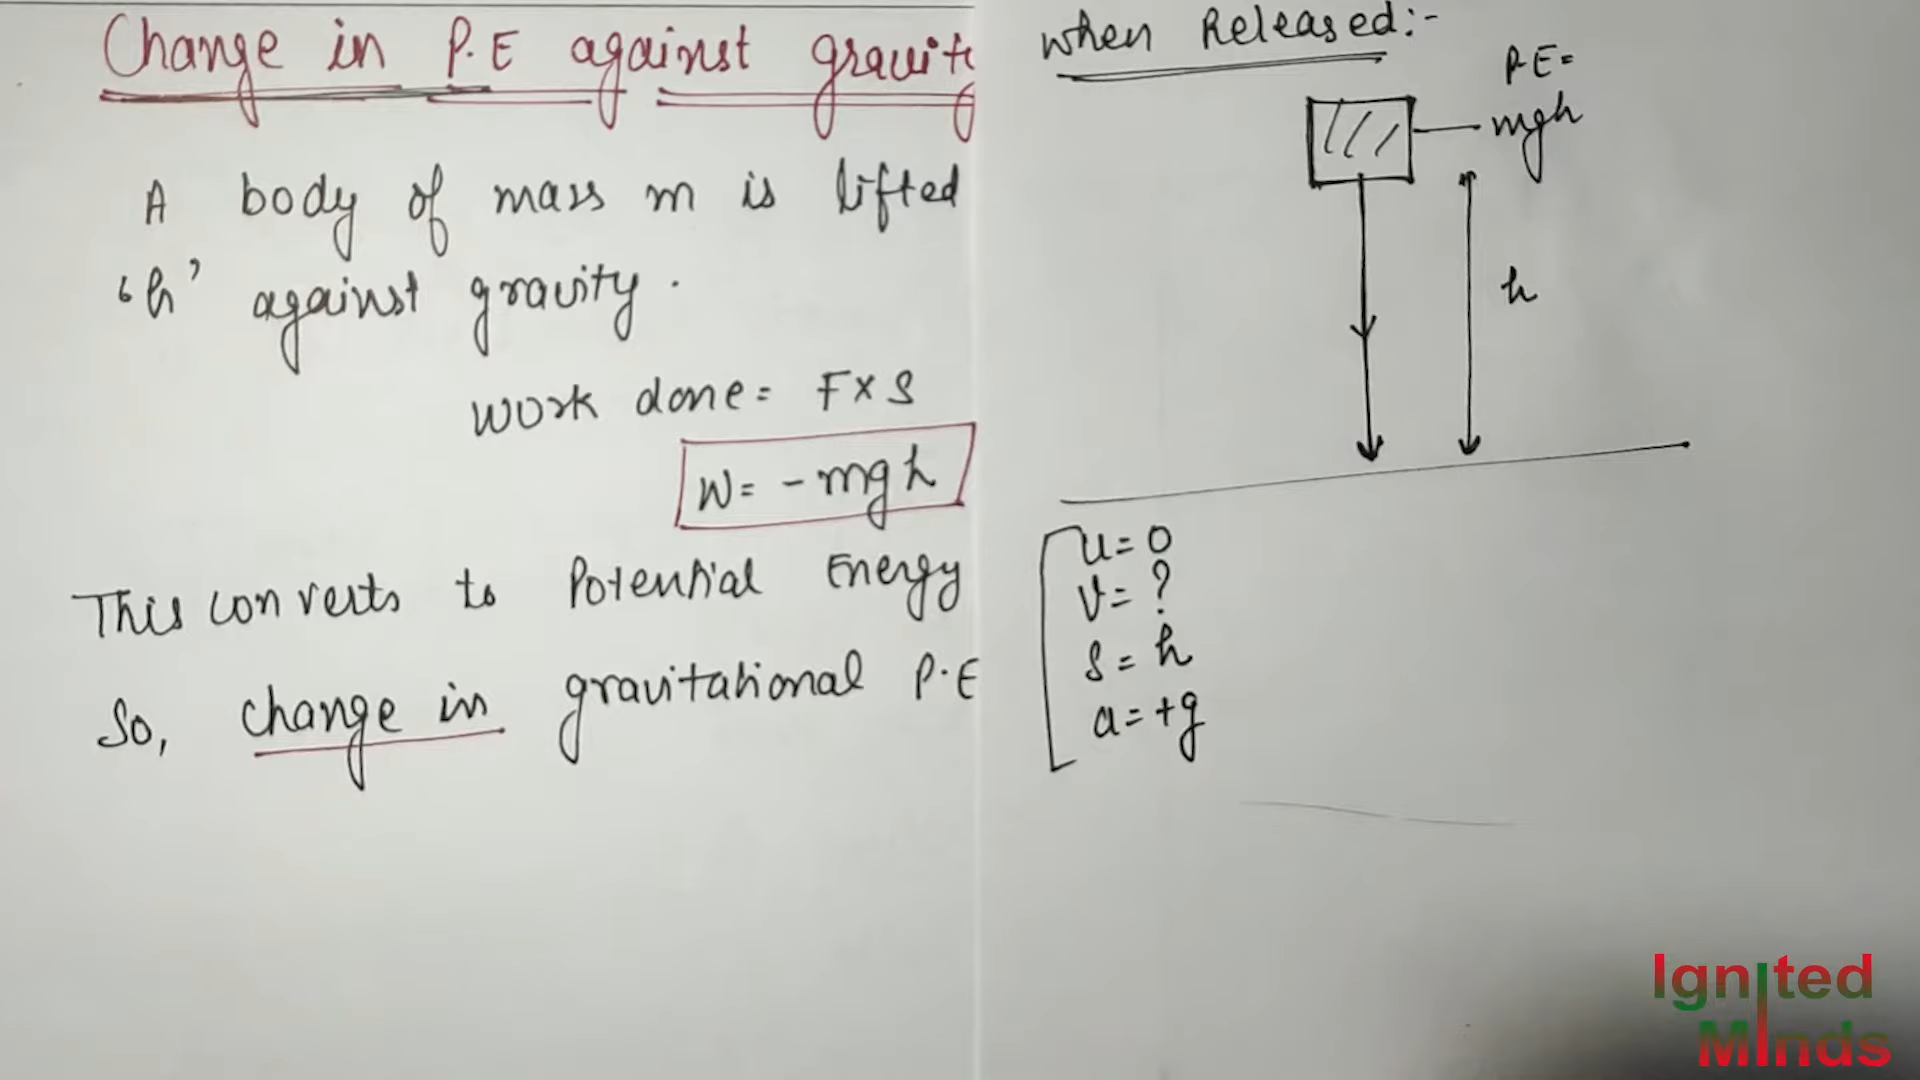 Change in P.E against gravity
A body of mass m is lifted
'h' against gravity.
Work done = F x S
W = - mgh
This converts to Potential Energy
So, change in gravitational P.E
When Released:-
P.E =
mgh
h
u = 0
v = ?
S = h
a = +g
Ignited
Minds